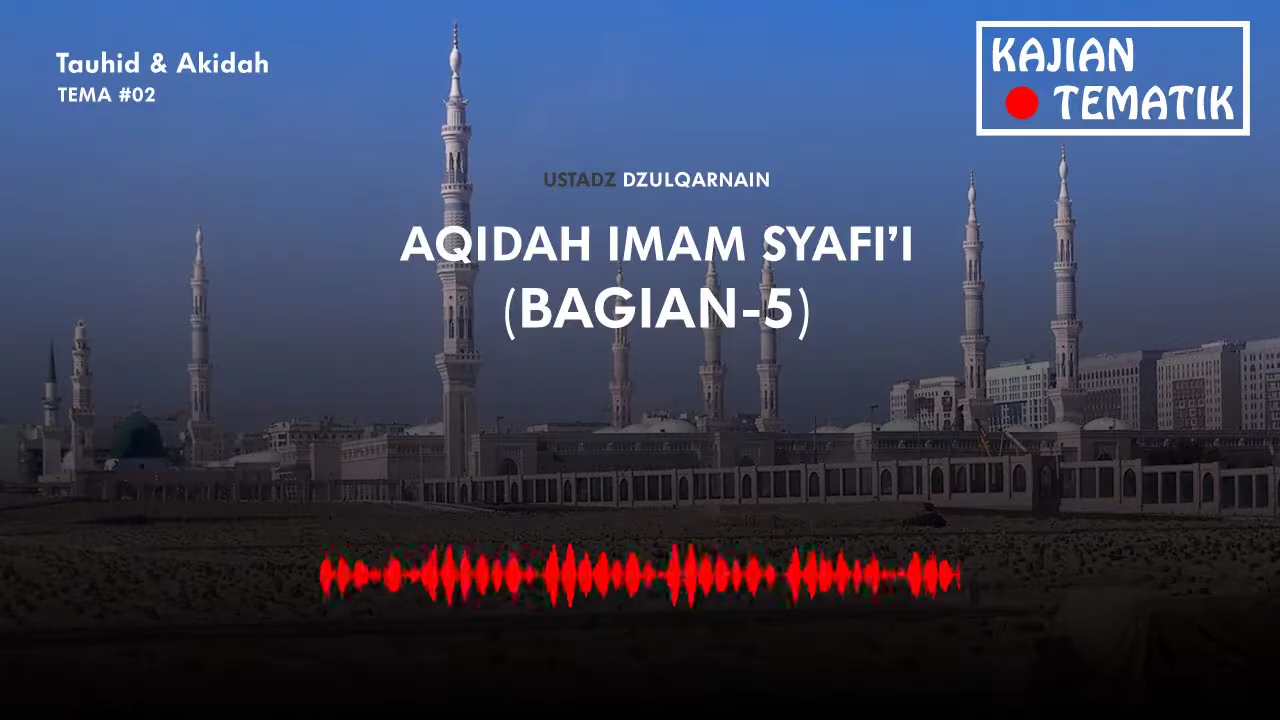 Tauhid & Akidah
TEMA #02
KAJIAN
TEMATIK
USTADZ DZULQARNAIN
AQIDAH IMAM SYAFI'I
(BAGIAN-5)